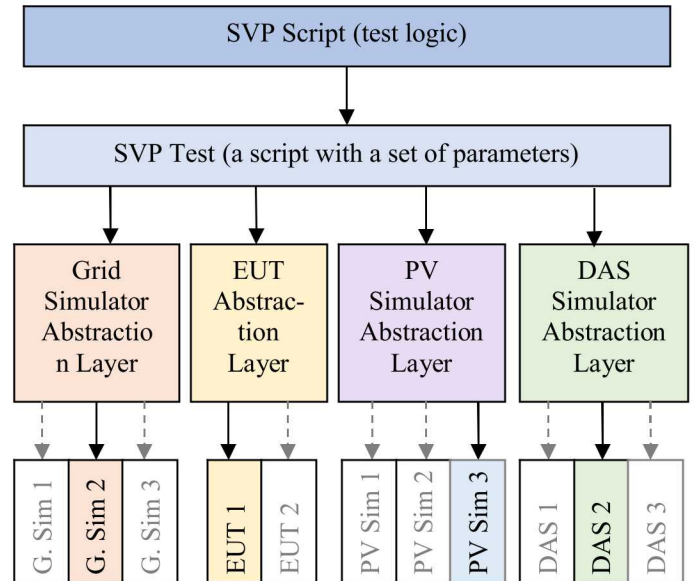 SVP Script (test logic)
SVP Test (a script with a set of parameters)
Grid
Simulator
Abstractio
n Layer
EUT
Abstrac-
tion
Layer
PV
Simulator
Abstraction
Layer
DAS
Simulator
Abstraction
Layer
G. Sim 1
G. Sim 2
G. Sim 3
EUT 1
EUT 2
PV Sim 1
PV Sim 2
PV Sim 3
DAS 1
DAS 2
DAS 3